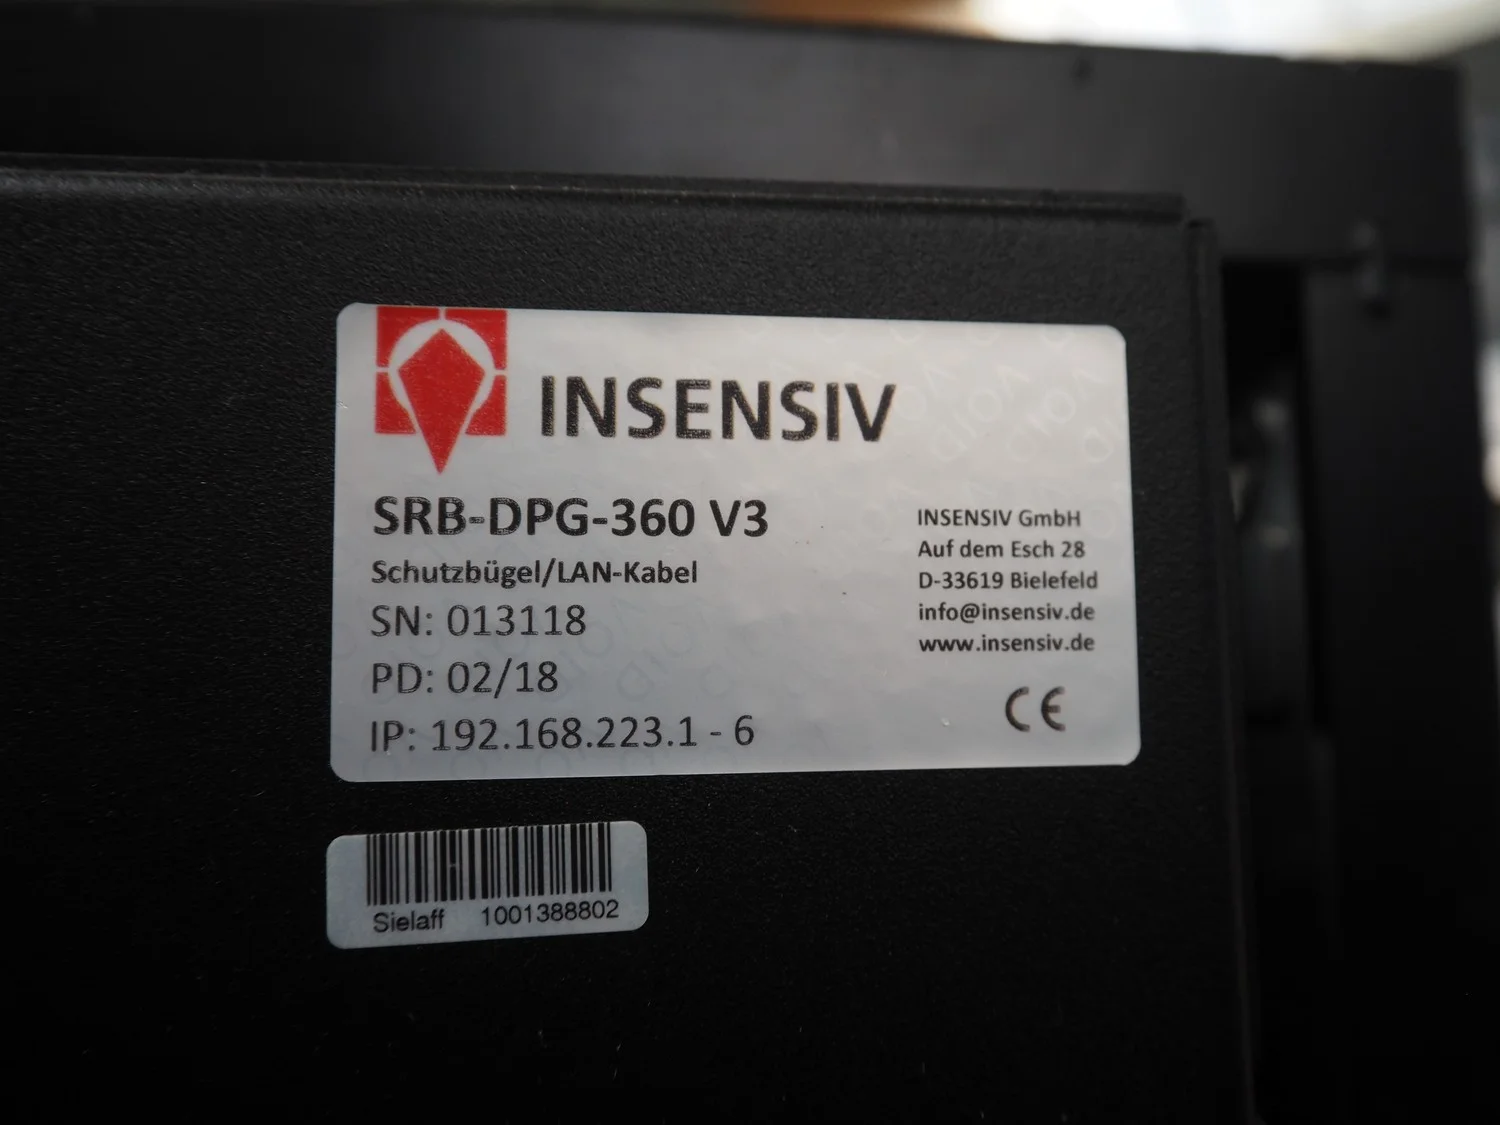 INSENSIV
SRB-DPG-360 V3
Schutzbügel/LAN-Kabel
SN: 013118
PD: 02/18
IP: 192.168.223.1 - 6
INSENSIV GmbH
Auf dem Esch 28
D-33619 Bielefeld
info@insensiv.de
www.insensiv.de
CE
Sielaff 1001388802